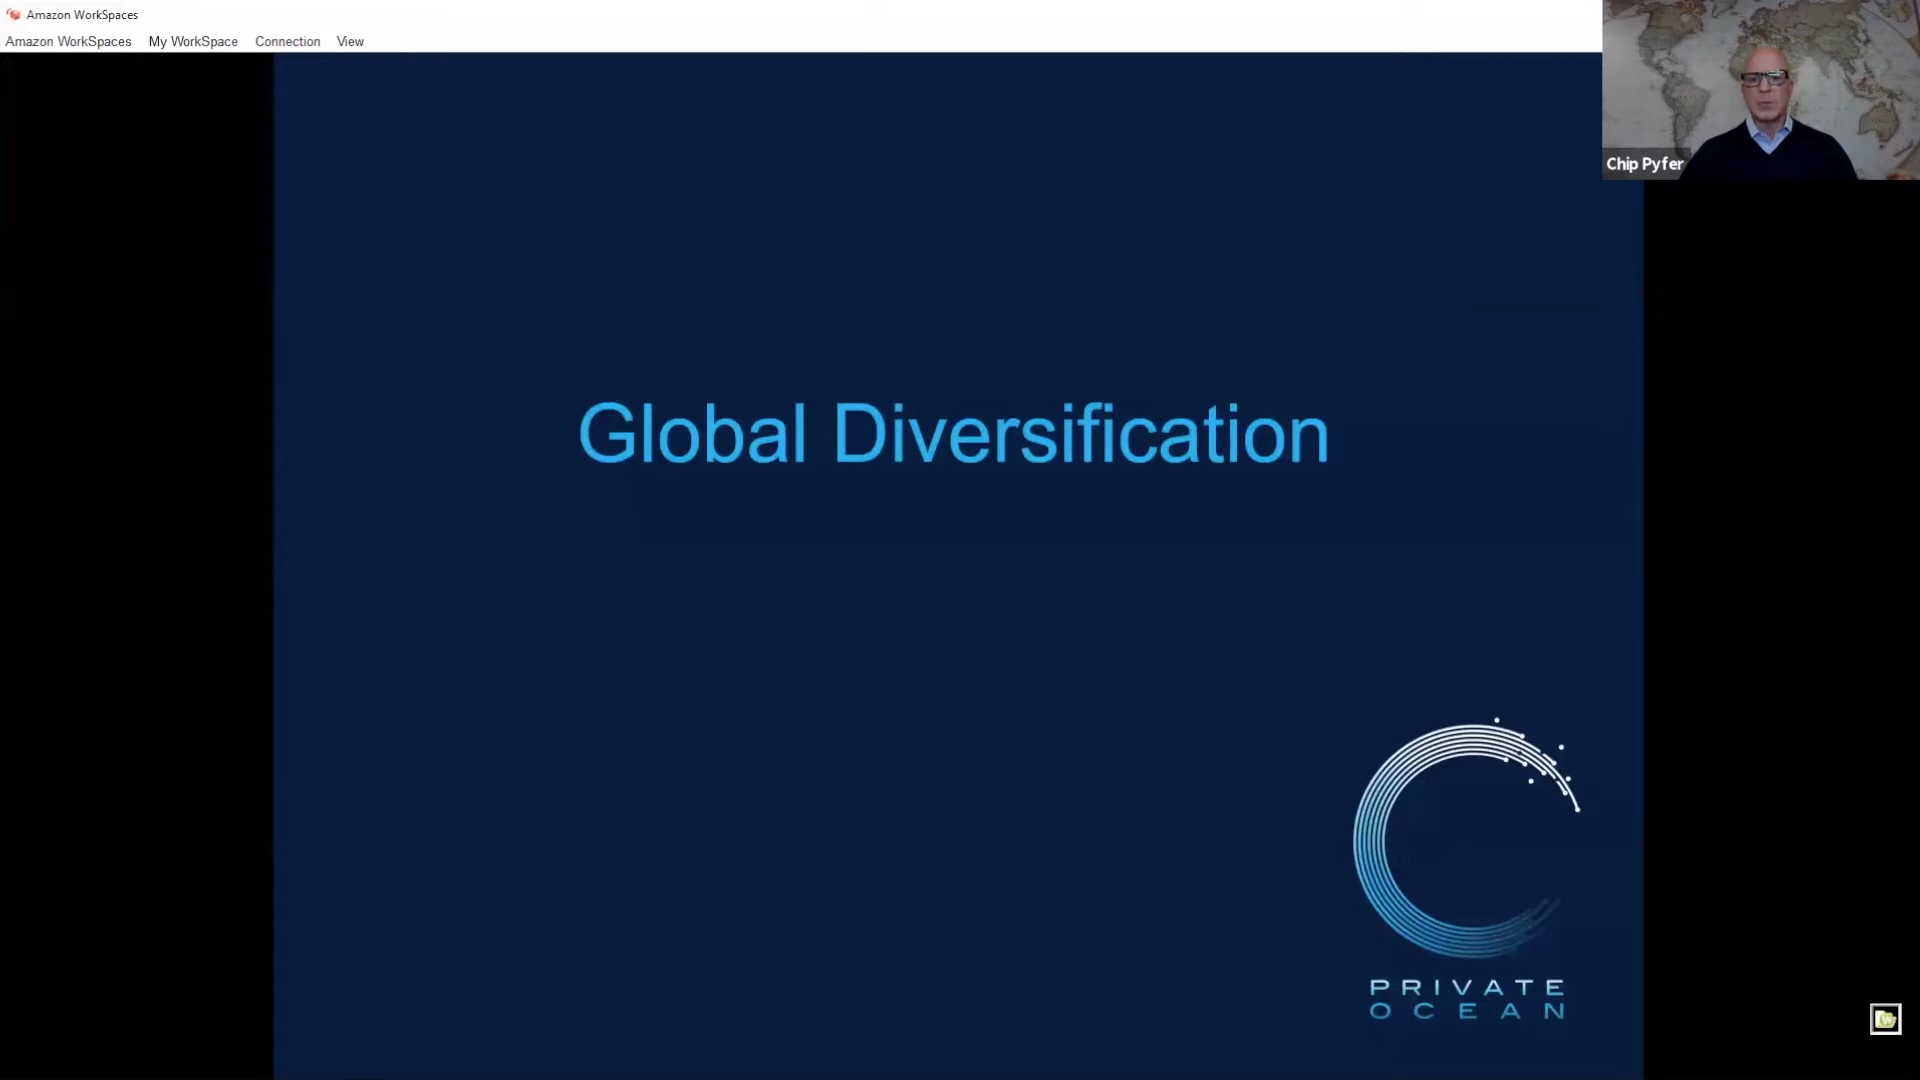 Amazon WorkSpaces
Amazon WorkSpaces My WorkSpace Connection View
Chip Pyfer
Global Diversification
PRIVATE
OCEAN